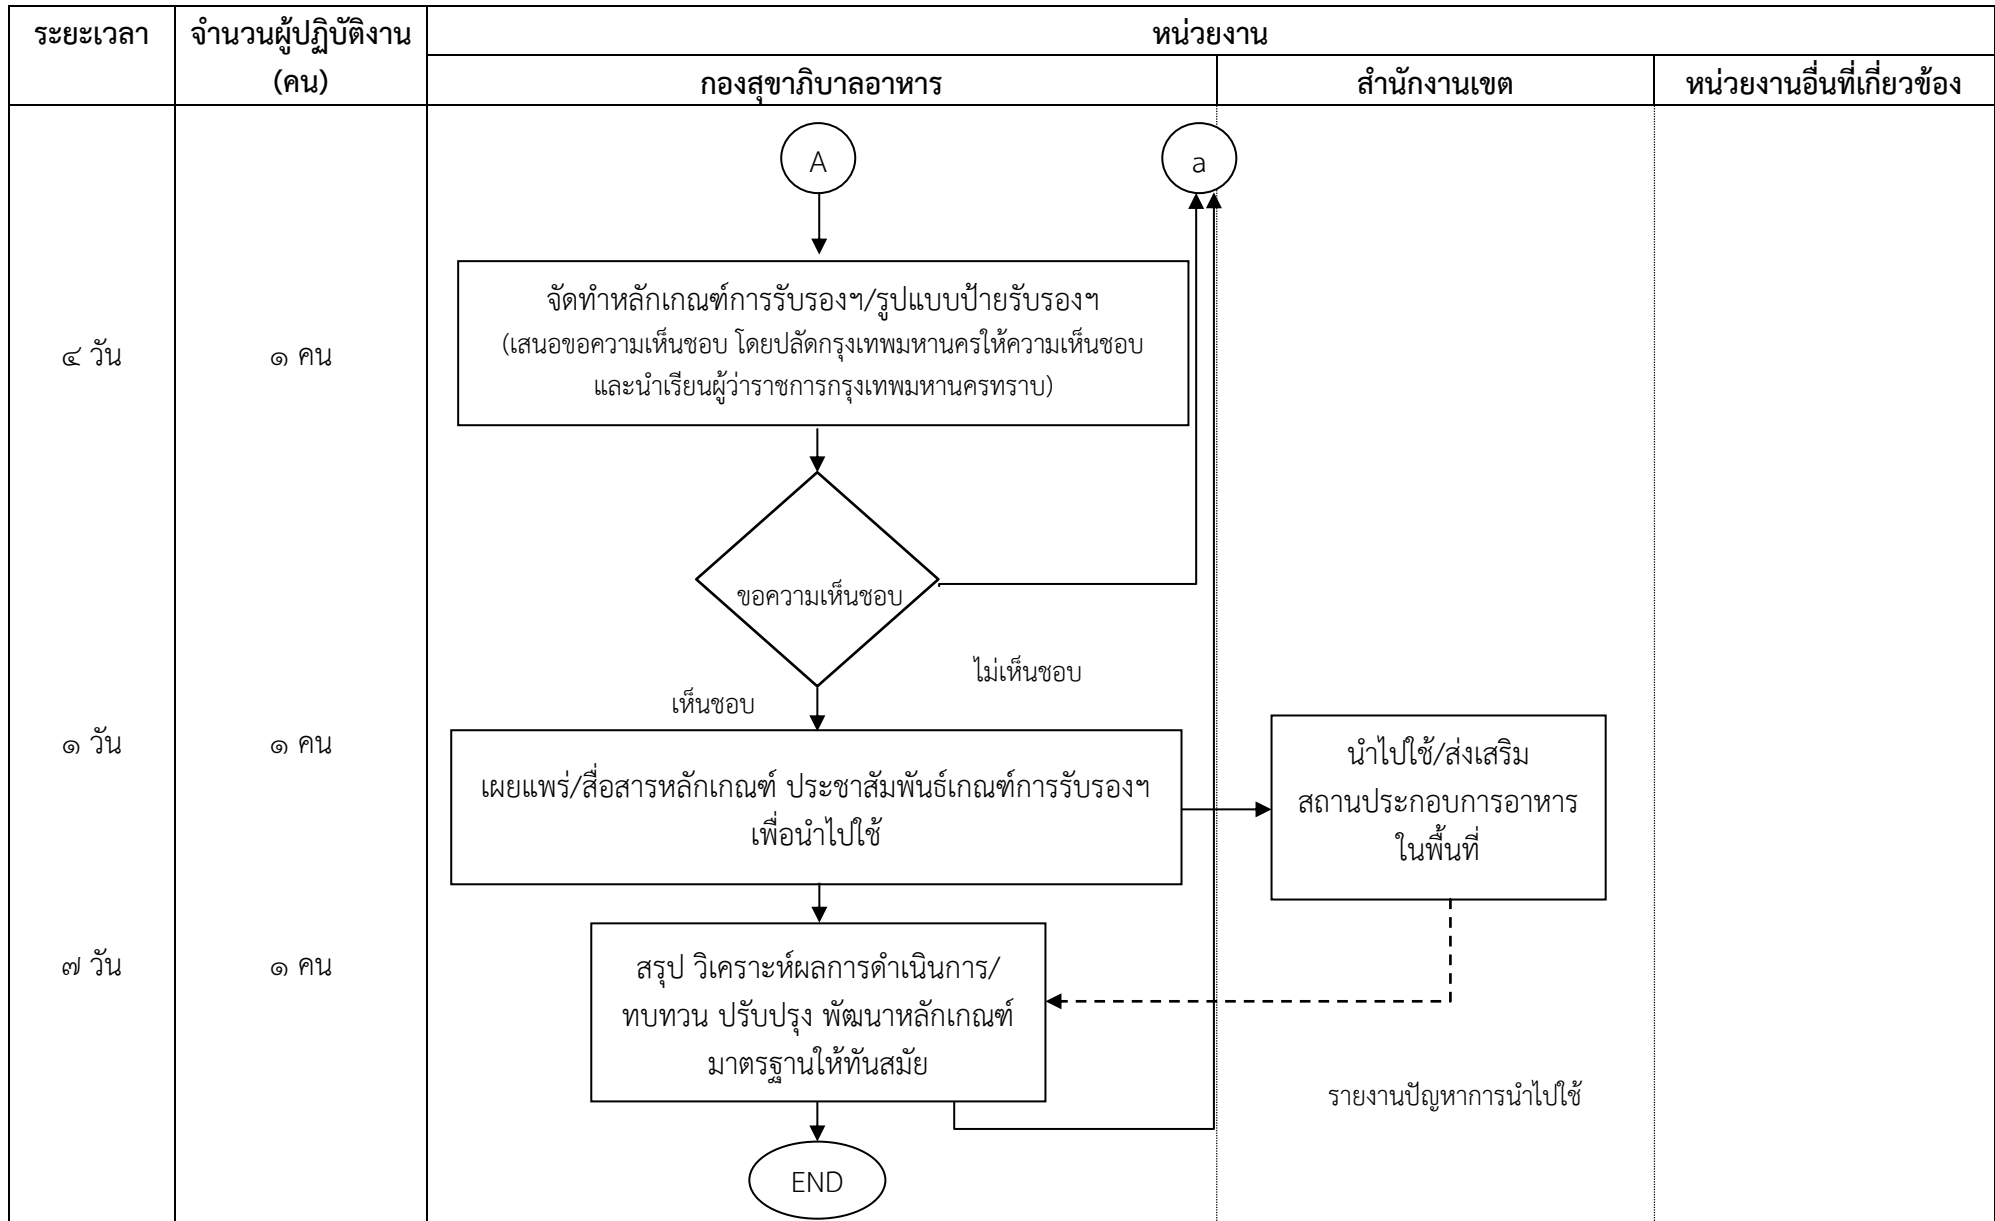 ระยะเวลา
จำนวนผู้ปฏิบัติงาน
(คน)
หน่วยงาน
กองสุขาภิบาลอาหาร
สำนักงานเขต
หน่วยงานอื่นที่เกี่ยวข้อง
A
a
๔ วัน
๑ คน
จัดทำหลักเกณฑ์การรับรองฯ/รูปแบบป้ายรับรองฯ
(เสนอขอความเห็นชอบ โดยปลัดกรุงเทพมหานครให้ความเห็นชอบ
และนำเรียนผู้ว่าราชการกรุงเทพมหานครทราบ)
ขอความเห็นชอบ
ไม่เห็นชอบ
เห็นชอบ
๑ วัน
๑ คน
เผยแพร่/สื่อสารหลักเกณฑ์ ประชาสัมพันธ์เกณฑ์การรับรองฯ
เพื่อนำไปใช้
นำไปใช้/ส่งเสริม
สถานประกอบการอาหาร
ในพื้นที่
๗ วัน
๑ คน
สรุป วิเคราะห์ผลการดำเนินการ/
ทบทวน ปรับปรุง พัฒนาหลักเกณฑ์
มาตรฐานให้ทันสมัย
รายงานปัญหาการนำไปใช้
END